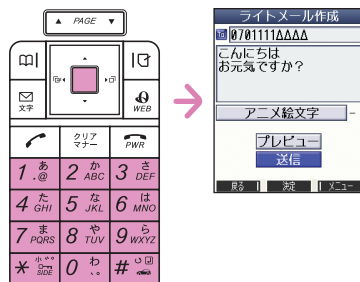 ▲ PAGE ▼
文字
WEB
クリア
マナー
PWR
1 あ .@
2 か ABC
3 さ DEF
4 た GHI
5 な JKL
6 は MNO
7 ま PQRS
8 や TUV
9 ら WXYZ
* 小 SIDE
0 わ 、。
#
ライトメール作成
0701111△△△△
こんにちは
お元気ですか?
アニメ絵文字
プレビュー
送信
戻る 決定 メニュー